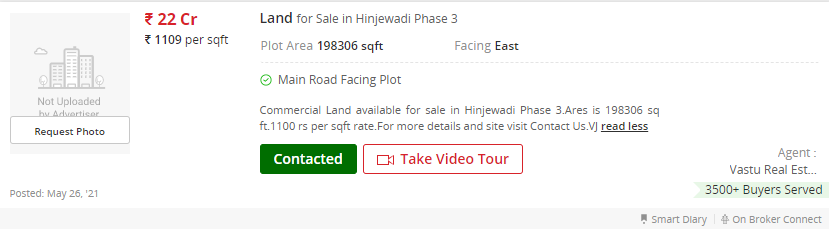 ₹ 22 Cr
₹ 1109 per sqft
Not Uploaded
by Advertiser
Request Photo
Posted: May 26, '21
Land for Sale in Hinjewadi Phase 3
Plot Area 198306 sqft Facing East
Main Road Facing Plot
Commercial Land available for sale in Hinjewadi Phase 3.Ares is 198306 sq
ft.1100 rs per sqft rate.For more details and site visit Contact Us.VJ read less
Contacted Take Video Tour
Agent :
Vastu Real Est...
3500+ Buyers Served
Smart Diary On Broker Connect